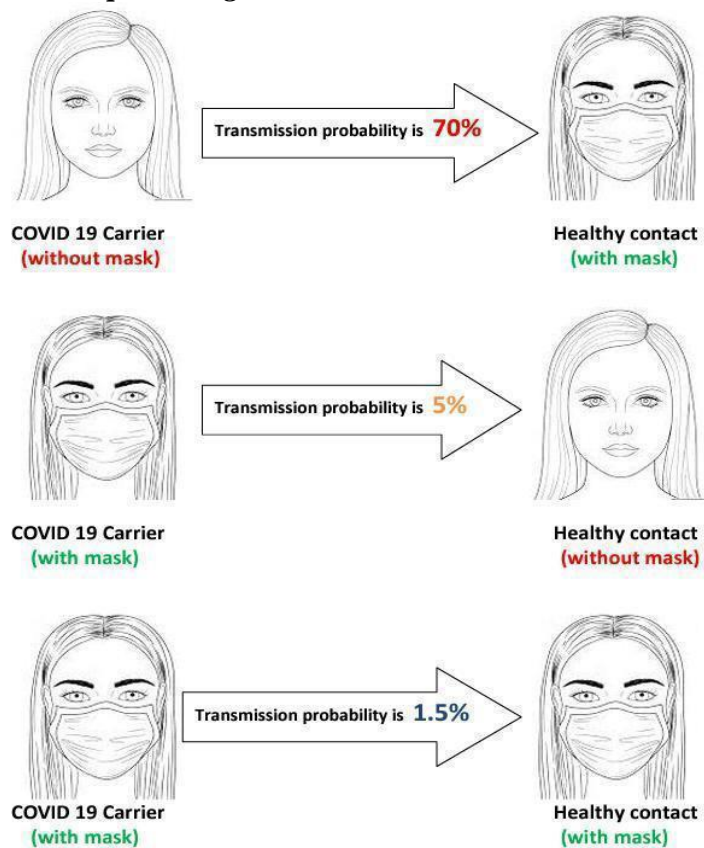 Transmission probability is 70%
COVID 19 Carrier
(without mask)
Healthy contact
(with mask)
Transmission probability is 5%
COVID 19 Carrier
(with mask)
Healthy contact
(without mask)
Transmission probability is 1.5%
COVID 19 Carrier
(with mask)
Healthy contact
(with mask)